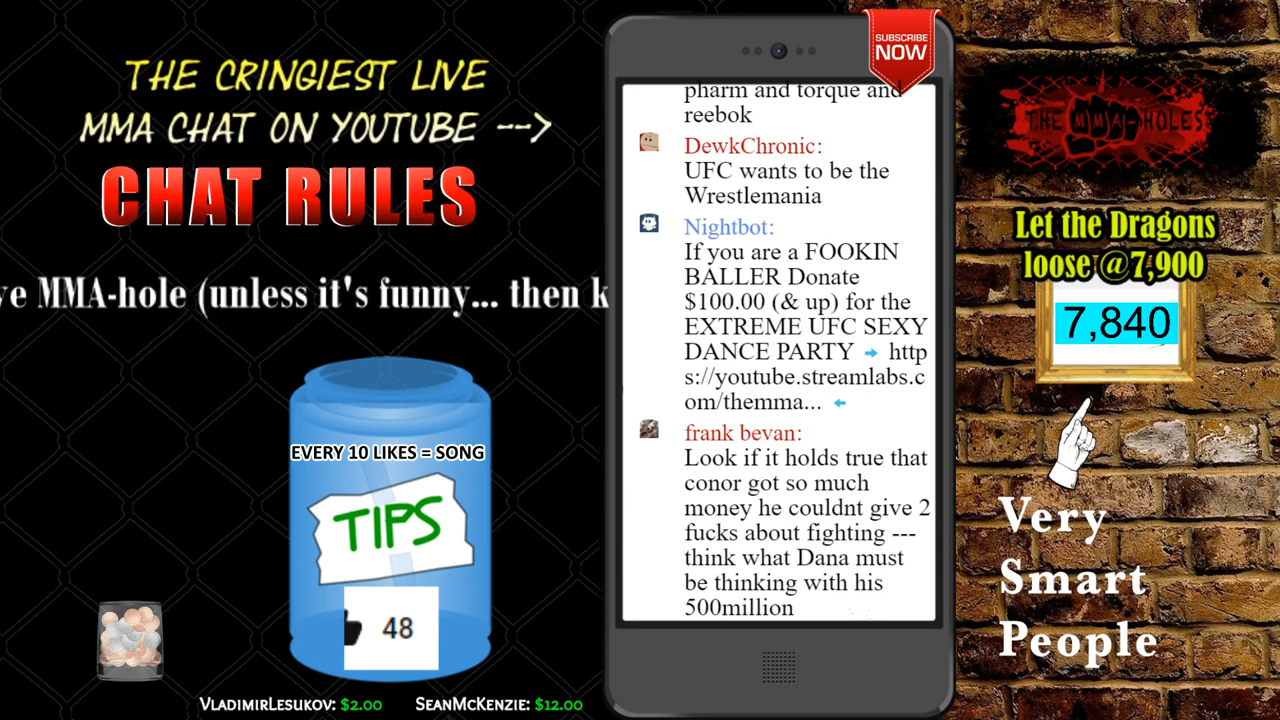 THE CRINGIEST LIVE
MMA CHAT ON YOUTUBE -->
CHAT RULES
ve MMA-hole (unless it's funny... then k
EVERY 10 LIKES = SONG
TIPS
48
VLADIMIRLESUKOV: $2.00 SEANMCKENZIE: $12.00
SUBSCRIBE
NOW
pharm and torque and
reebok
DewkChronic:
UFC wants to be the
Wrestlemania
Nightbot:
If you are a FOOKIN
BALLER Donate
$100.00 (& up) for the
EXTREME UFC SEXY
DANCE PARTY ➡ http
s://youtube.streamlabs.c
om/themma... ⬅
frank bevan:
Look if it holds true that
conor got so much
money he couldnt give 2
fucks about fighting ---
think what Dana must
be thinking with his
500million
THE MMA-HOLES
Let the Dragons
loose @7,900
7,840
Very
Smart
People